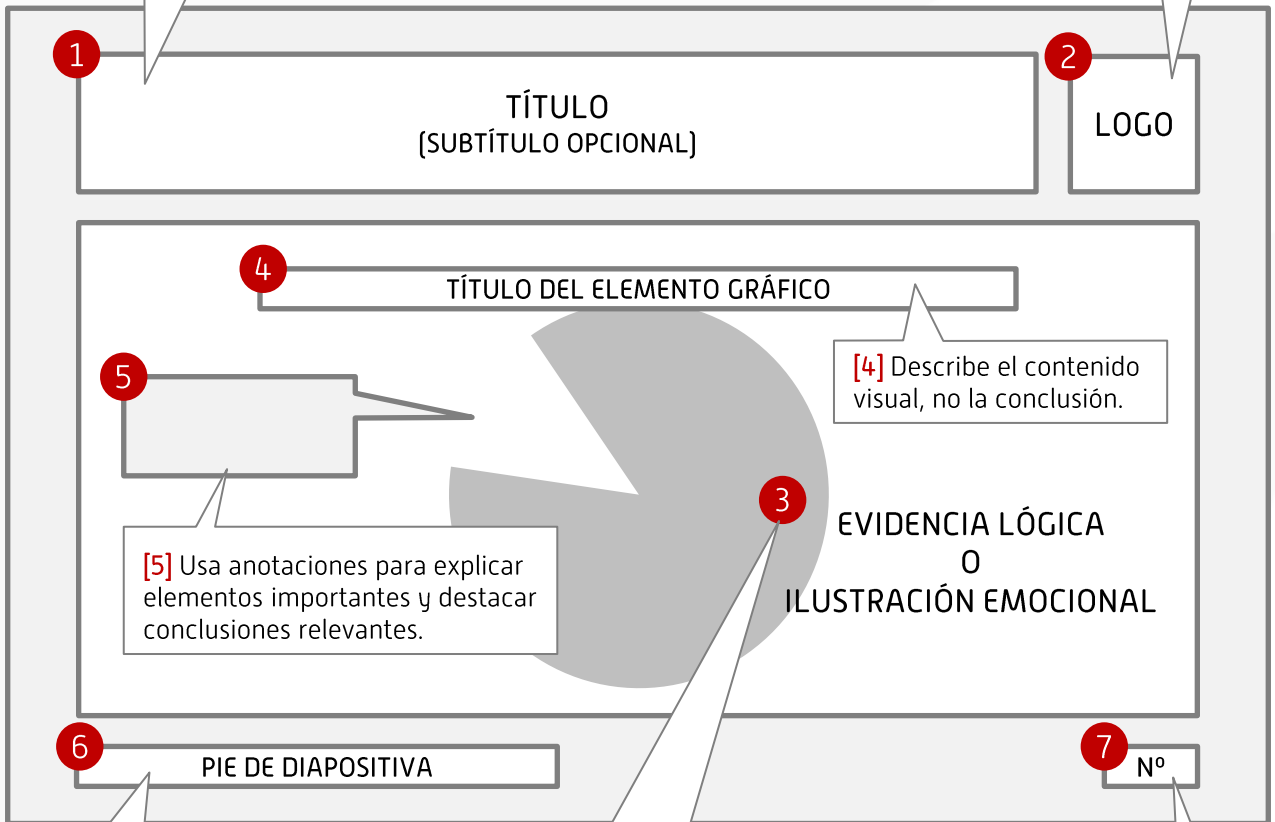 1
TÍTULO
(SUBTÍTULO OPCIONAL)
2
LOGO
4
TÍTULO DEL ELEMENTO GRÁFICO
[4] Describe el contenido
visual, no la conclusión.
5
[5] Usa anotaciones para explicar
elementos importantes y destacar
conclusiones relevantes.
3
EVIDENCIA LÓGICA
O
ILUSTRACIÓN EMOCIONAL
6
PIE DE DIAPOSITIVA
7
Nº